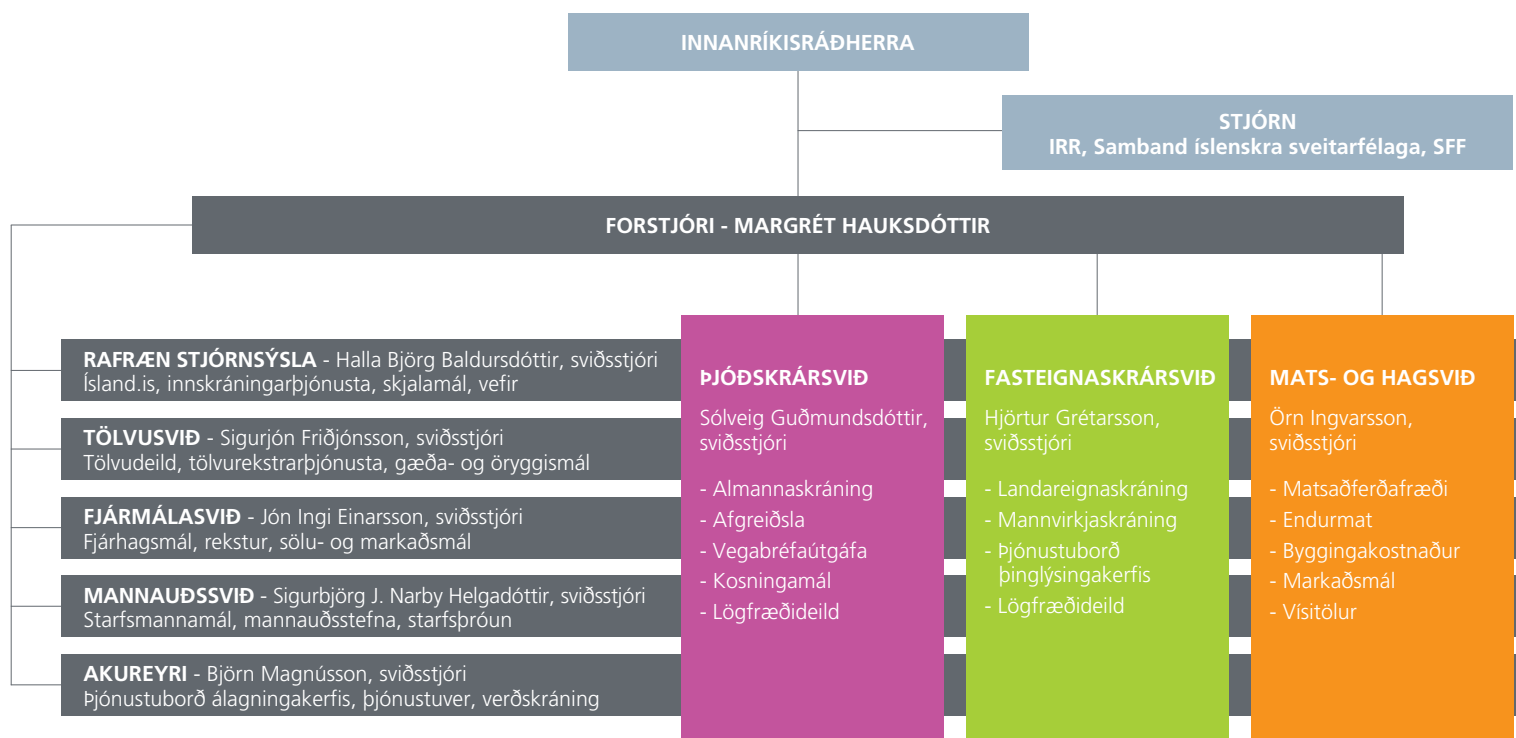 INNANRÍKISRÁÐHERRA
STJÓRN
IRR, Samband íslenskra sveitarfélaga, SFF
FORSTJÓRI - MARGRÉT HAUKSDÓTTIR
RAFRÆN STJÓRNSÝSLA - Halla Björg Baldursdóttir, sviðsstjóri
Ísland.is, innskráningarþjónusta, skjalamál, vefir
TÖLVUSVIÐ - Sigurjón Friðjónsson, sviðsstjóri
Tölvudeild, tölvurekstrarþjónusta, gæða- og öryggismál
FJÁRMÁLASVIÐ - Jón Ingi Einarsson, sviðsstjóri
Fjárhagsmál, rekstur, sölu- og markaðsmál
MANNAUÐSSVIÐ - Sigurbjörg J. Narby Helgadóttir, sviðsstjóri
Starfsmannamál, mannauðsstefna, starfsþróun
AKUREYRI - Björn Magnússon, sviðsstjóri
Þjónustuborð álagningakerfis, þjónustuver, verðskráning
ÞJÓÐSKRÁRSVIÐ
Sólveig Guðmundsdóttir,
sviðsstjóri
- Almannaskráning
- Afgreiðsla
- Vegabréfaútgáfa
- Kosningamál
- Lögfræðideild
FASTEIGNASKRÁRSVIÐ
Hjörtur Grétarsson,
sviðsstjóri
- Landareignaskráning
- Mannvirkjaskráning
- Þjónustuborð
þinglýsingakerfis
- Lögfræðideild
MATS- OG HAGSVIÐ
Örn Ingvarsson,
sviðsstjóri
- Matsaðferðafræði
- Endurmat
- Byggingakostnaður
- Markaðsmál
- Vísitölur